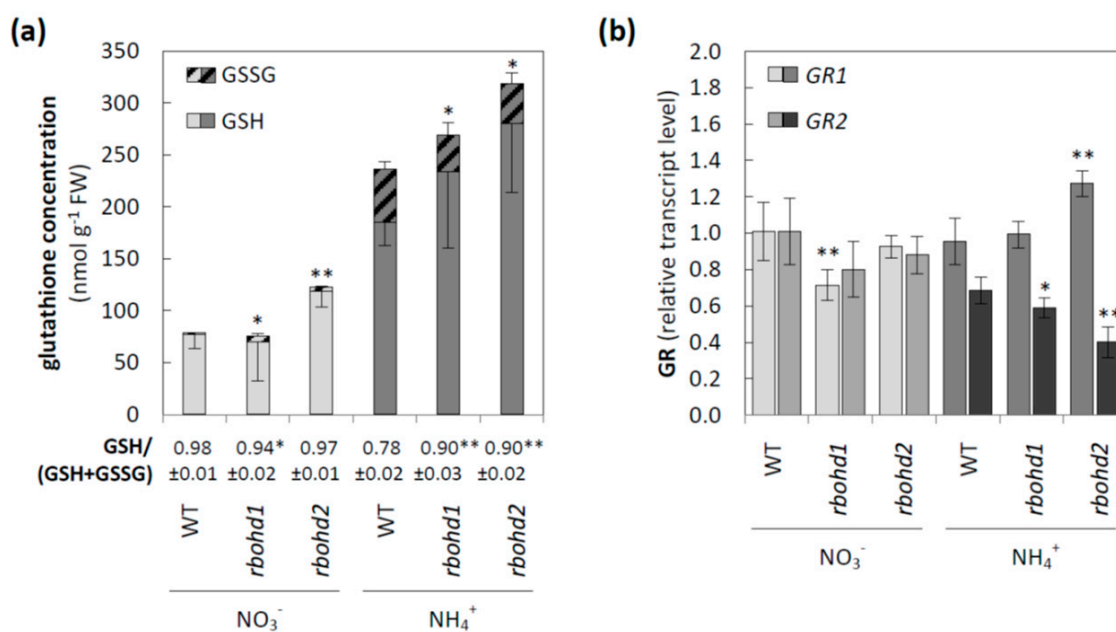 (a)
glutathione concentration
(nmol g⁻¹ FW)
350
300
250
200
150
100
50
0
GSSG
GSH
*
**
*
*
GSH/
(GSH+GSSG)
0.98 0.94* 0.97 0.78 0.90** 0.90**
±0.01 ±0.02 ±0.01 ±0.02 ±0.03 ±0.02
WT rbohd1 rbohd2 WT rbohd1 rbohd2
NO₃⁻ NH₄⁺
(b)
GR (relative transcript level)
2.0
1.8
1.6
1.4
1.2
1.0
0.8
0.6
0.4
0.2
0.0
GR1
GR2
**
*
**
**
WT rbohd1 rbohd2 WT rbohd1 rbohd2
NO₃⁻ NH₄⁺